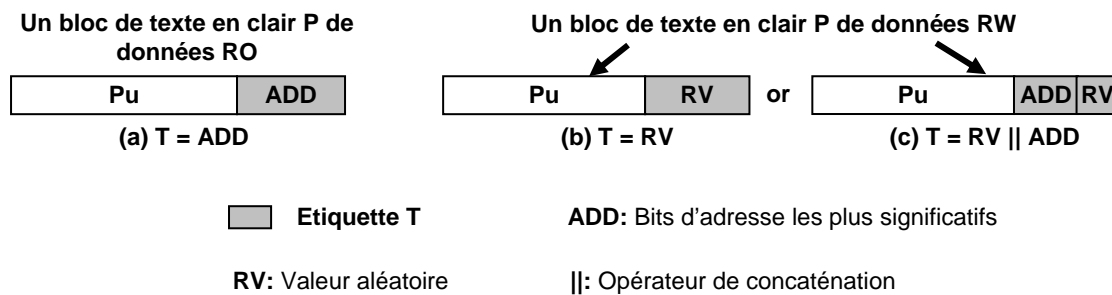 Un bloc de texte en clair P de
données RO
Un bloc de texte en clair P de données RW
Pu ADD
Pu RV or Pu ADD RV
(a) T = ADD
(b) T = RV
(c) T = RV || ADD
Etiquette T
ADD: Bits d'adresse les plus significatifs
RV: Valeur aléatoire
||: Opérateur de concaténation